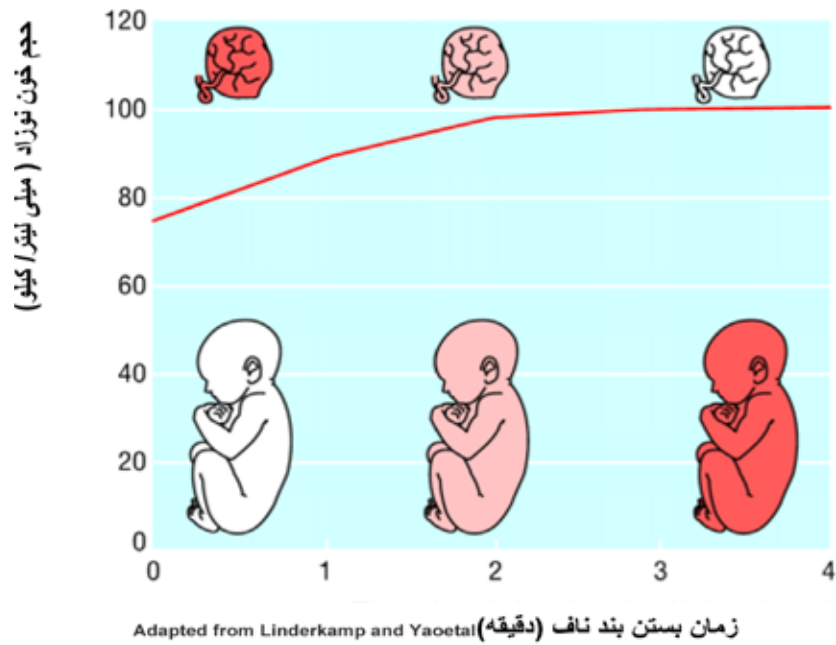 حجم خون نوزاد ( میلی لیتر/ کیلو)
120
100
80
60
40
20
0
0 1 2 3 4
زمان بستن بند ناف (دقیقه)
Adapted from Linderkamp and Yaoetal